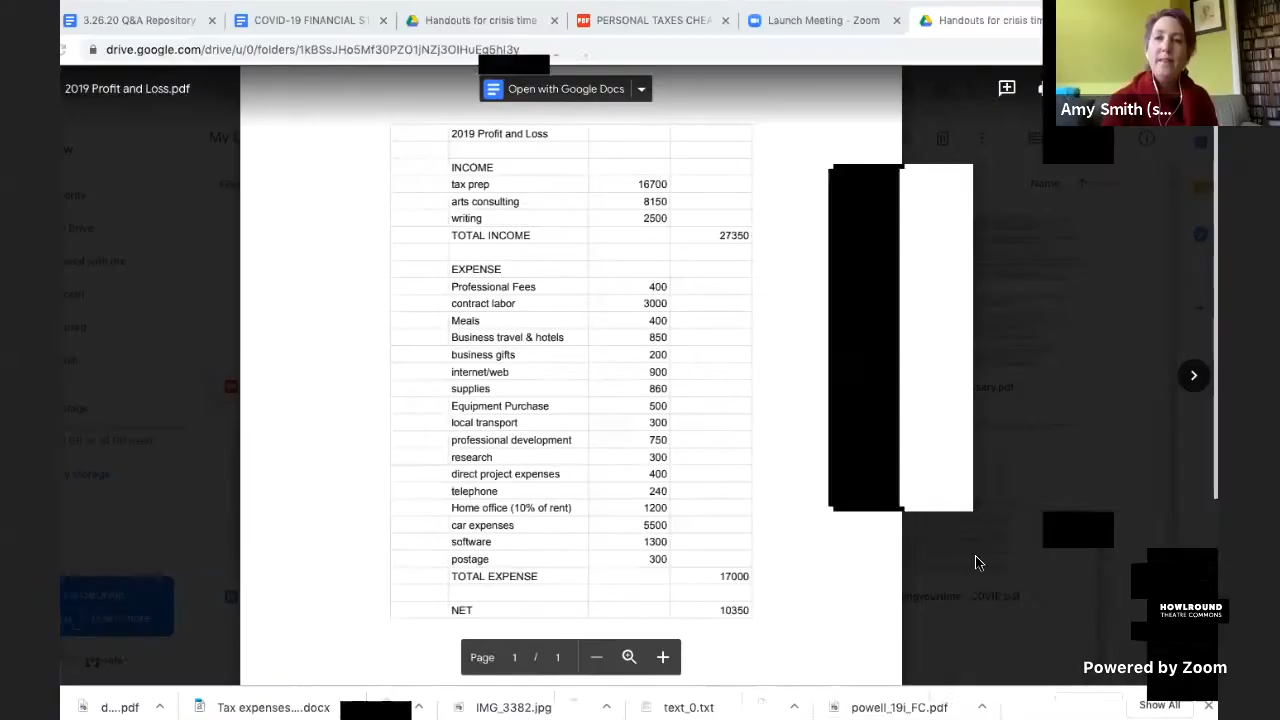 3.26.20 Q&A Repository
COVID-19 FINANCIAL S
Handouts for crisis time
PERSONAL TAXES CHEA
Launch Meeting - Zoom
Handouts for crisis tim
drive.google.com/drive/u/0/folders/1kBSsJHo5Mf30PZO1jNZj3OIHuEq5hl3y
2019 Profit and Loss.pdf
Open with Google Docs
Amy Smith (s...
2019 Profit and Loss
INCOME
tax prep 16700
arts consulting 8150
writing 2500
TOTAL INCOME 27350
EXPENSE
Professional Fees 400
contract labor 3000
Meals 400
Business travel & hotels 850
business gifts 200
internet/web 900
supplies 860
Equipment Purchase 500
local transport 300
professional development 750
research 300
direct project expenses 400
telephone 240
Home office (10% of rent) 1200
car expenses 5500
software 1300
postage 300
TOTAL EXPENSE 17000
NET 10350
Name
Page 1 / 1
HOWLROUND
THEATRE COMMONS
Powered by Zoom
d....pdf
Tax expenses....docx
IMG_3382.jpg
text_0.txt
powell_19i_FC.pdf
Show All